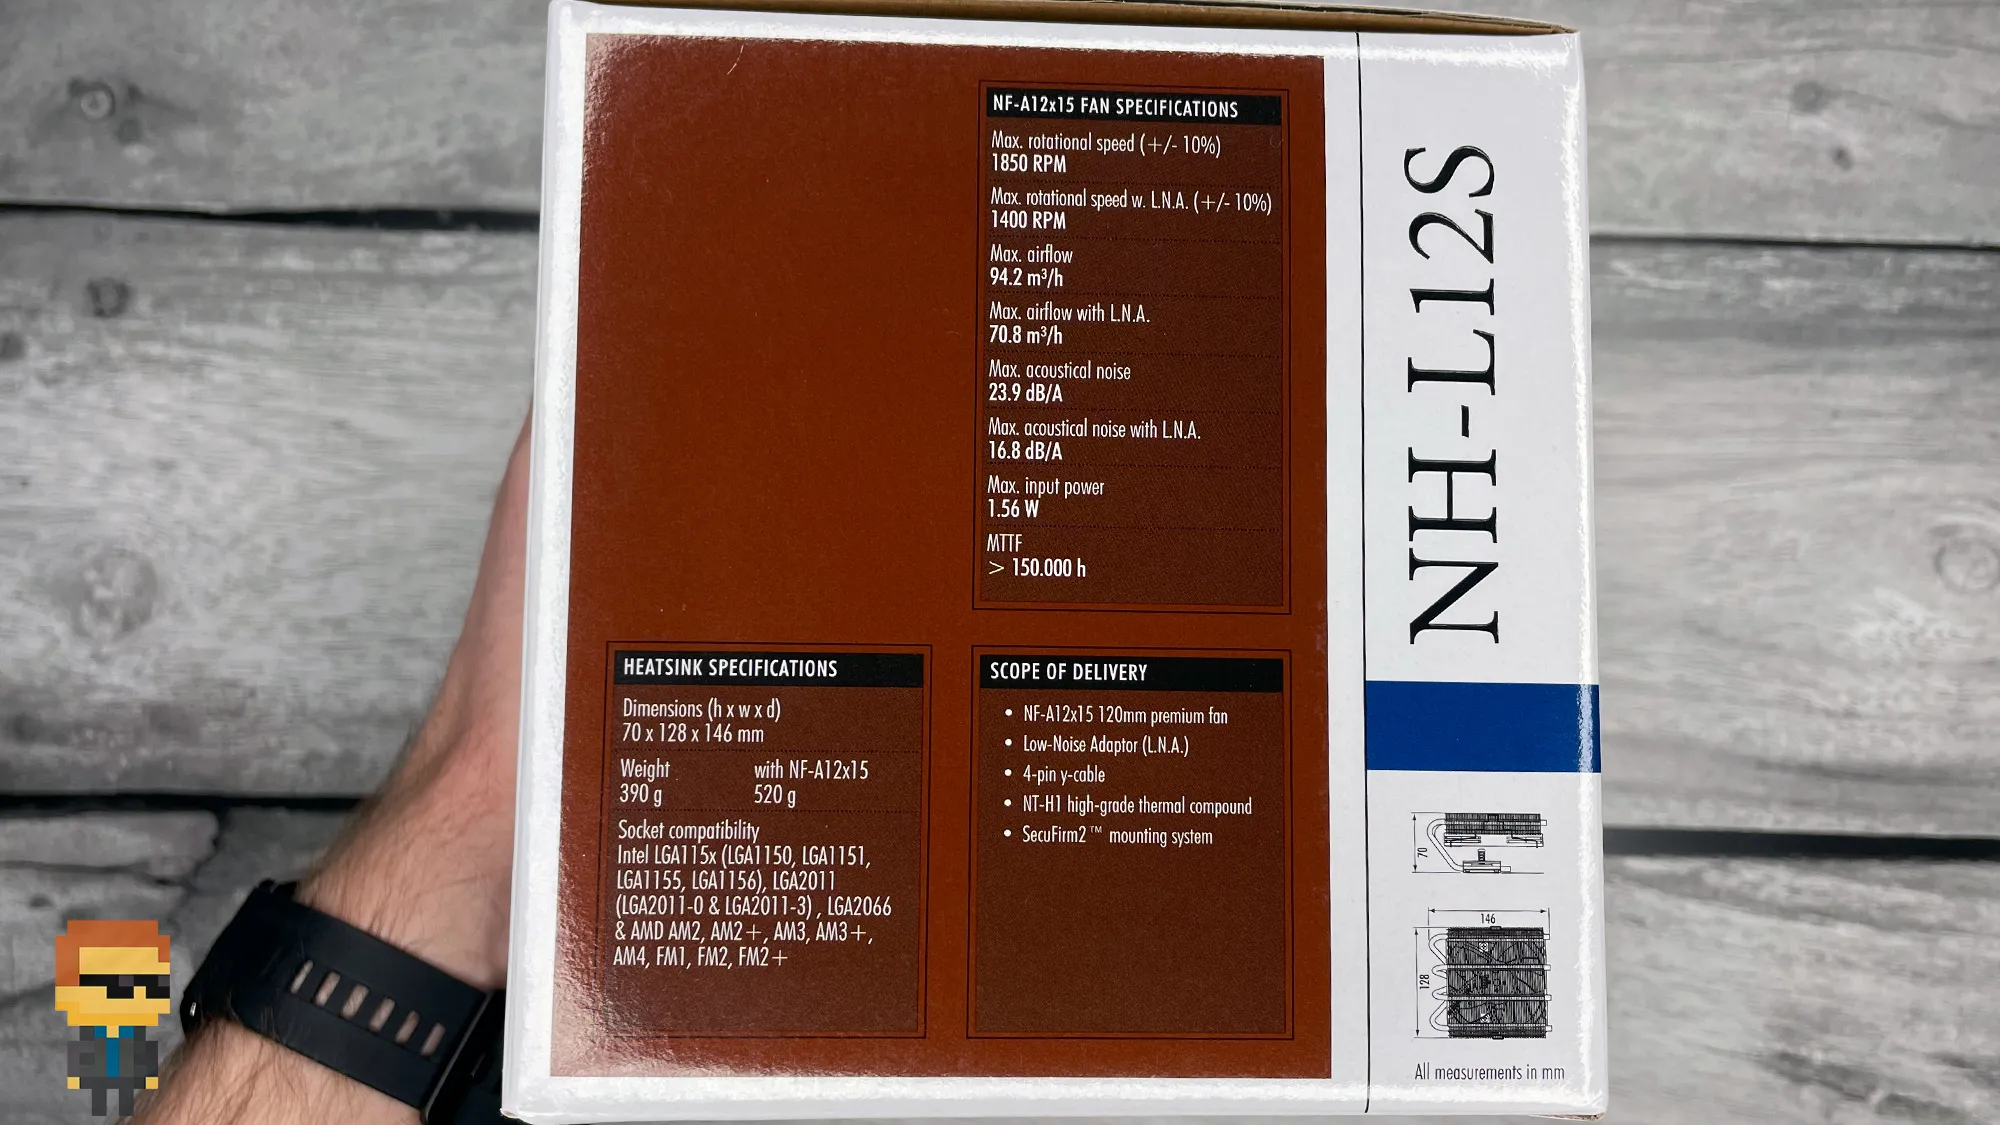 NF-A12x15 FAN SPECIFICATIONS
Max. rotational speed (+/- 10%)
1850 RPM
Max. rotational speed w. L.N.A. (+/- 10%)
1400 RPM
Max. airflow
94.2 m³/h
Max. airflow with L.N.A.
70.8 m³/h
Max. acoustical noise
23.9 dB/A
Max. acoustical noise with L.N.A.
16.8 dB/A
Max. input power
1.56 W
MTTF
> 150.000 h
HEATSINK SPECIFICATIONS
Dimensions (h x w x d)
70 x 128 x 146 mm
Weight with NF-A12x15
390 g 520 g
Socket compatibility
Intel LGA115x (LGA1150, LGA1151,
LGA1155, LGA1156), LGA2011
(LGA2011-0 & LGA2011-3) , LGA2066
& AMD AM2, AM2+, AM3, AM3+,
AM4, FM1, FM2, FM2+
SCOPE OF DELIVERY
• NF-A12x15 120mm premium fan
• Low-Noise Adaptor (L.N.A.)
• 4-pin y-cable
• NT-H1 high-grade thermal compound
• SecuFirm2™ mounting system
NH-L12S
70
146
128
All measurements in mm